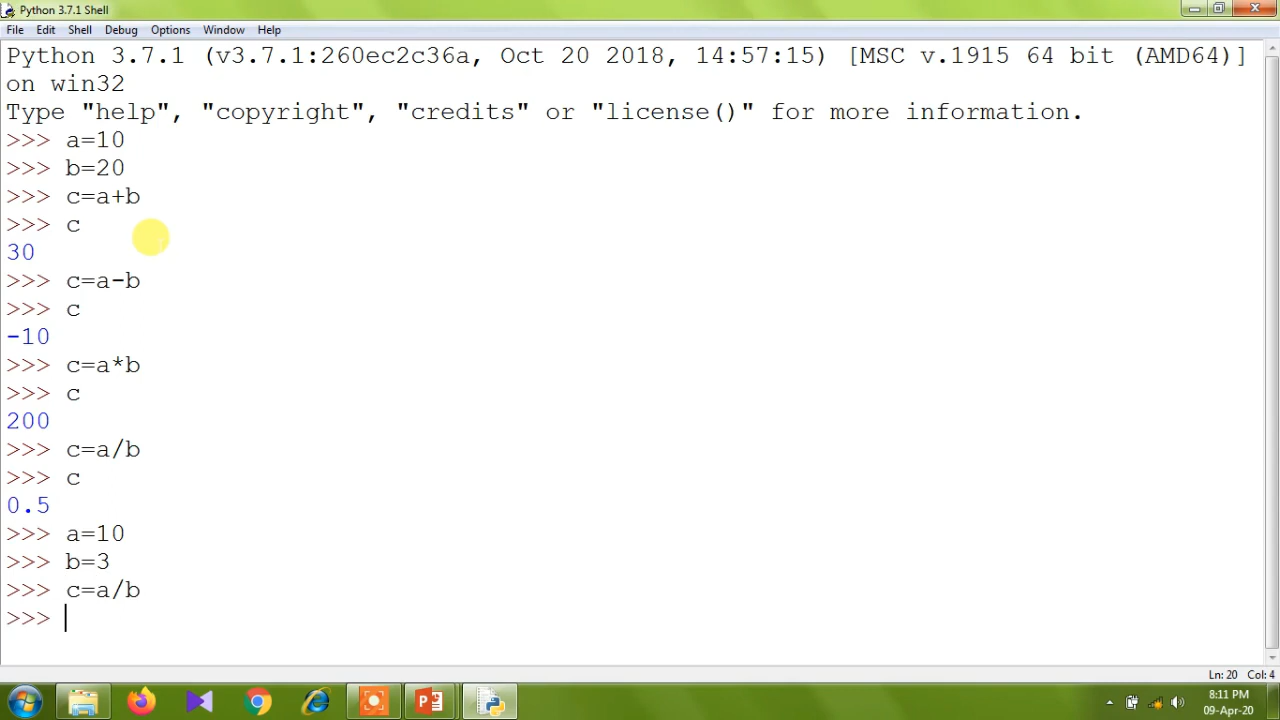 Python 3.7.1 Shell
File Edit Shell Debug Options Window Help
Python 3.7.1 (v3.7.1:260ec2c36a, Oct 20 2018, 14:57:15) [MSC v.1915 64 bit (AMD64)]
on win32
Type "help", "copyright", "credits" or "license()" for more information.
>>> a=10
>>> b=20
>>> c=a+b
>>> c
30
>>> c=a-b
>>> c
-10
>>> c=a*b
>>> c
200
>>> c=a/b
>>> c
0.5
>>> a=10
>>> b=3
>>> c=a/b
>>>
Ln: 20 Col: 4
8:11 PM
09-Apr-20